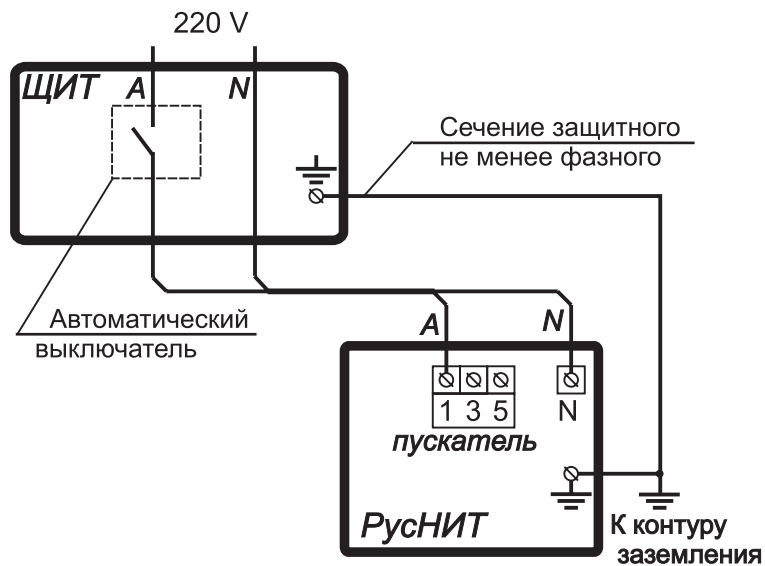 220 V
ЩИТ
A
N
Сечение защитного
не менее фазного
Автоматический
выключатель
A
N
1 3 5
N
пускатель
РусНИТ
К контуру
заземления